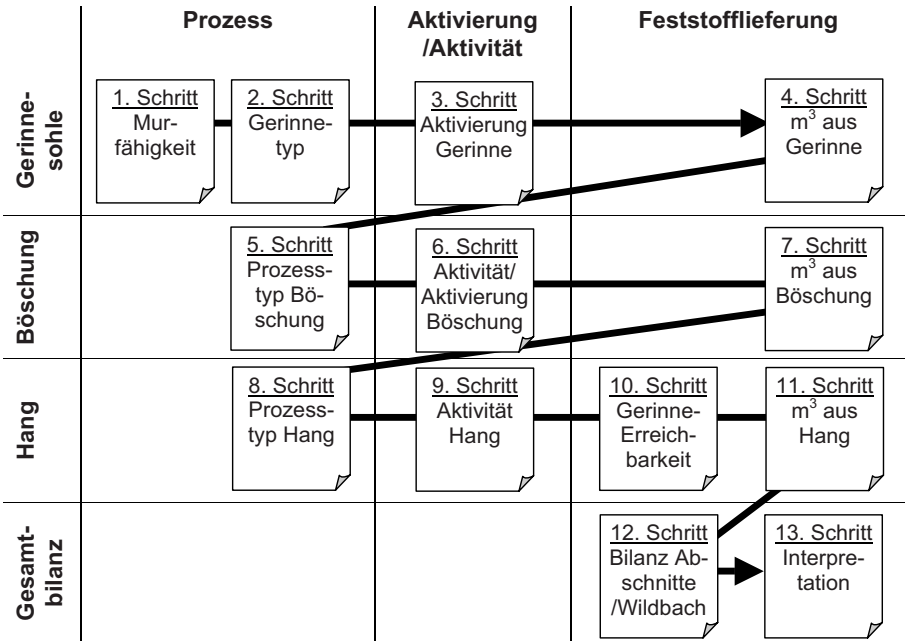 Prozess
Aktivierung
/Aktivität
Feststofflieferung
Gerinne-
sohle
1. Schritt
Mur-
fähigkeit
2. Schritt
Gerinne-
typ
3. Schritt
Aktivierung
Gerinne
4. Schritt
m³ aus
Gerinne
Böschung
5. Schritt
Prozess-
typ Bö-
schung
6. Schritt
Aktivität/
Aktivierung
Böschung
7. Schritt
m³ aus
Böschung
Hang
8. Schritt
Prozess-
typ Hang
9. Schritt
Aktivität
Hang
10. Schritt
Gerinne-
Erreich-
barkeit
11. Schritt
m³ aus
Hang
Gesamt-
bilanz
12. Schritt
Bilanz Ab-
schnitte
/Wildbach
13. Schritt
Interpre-
tation